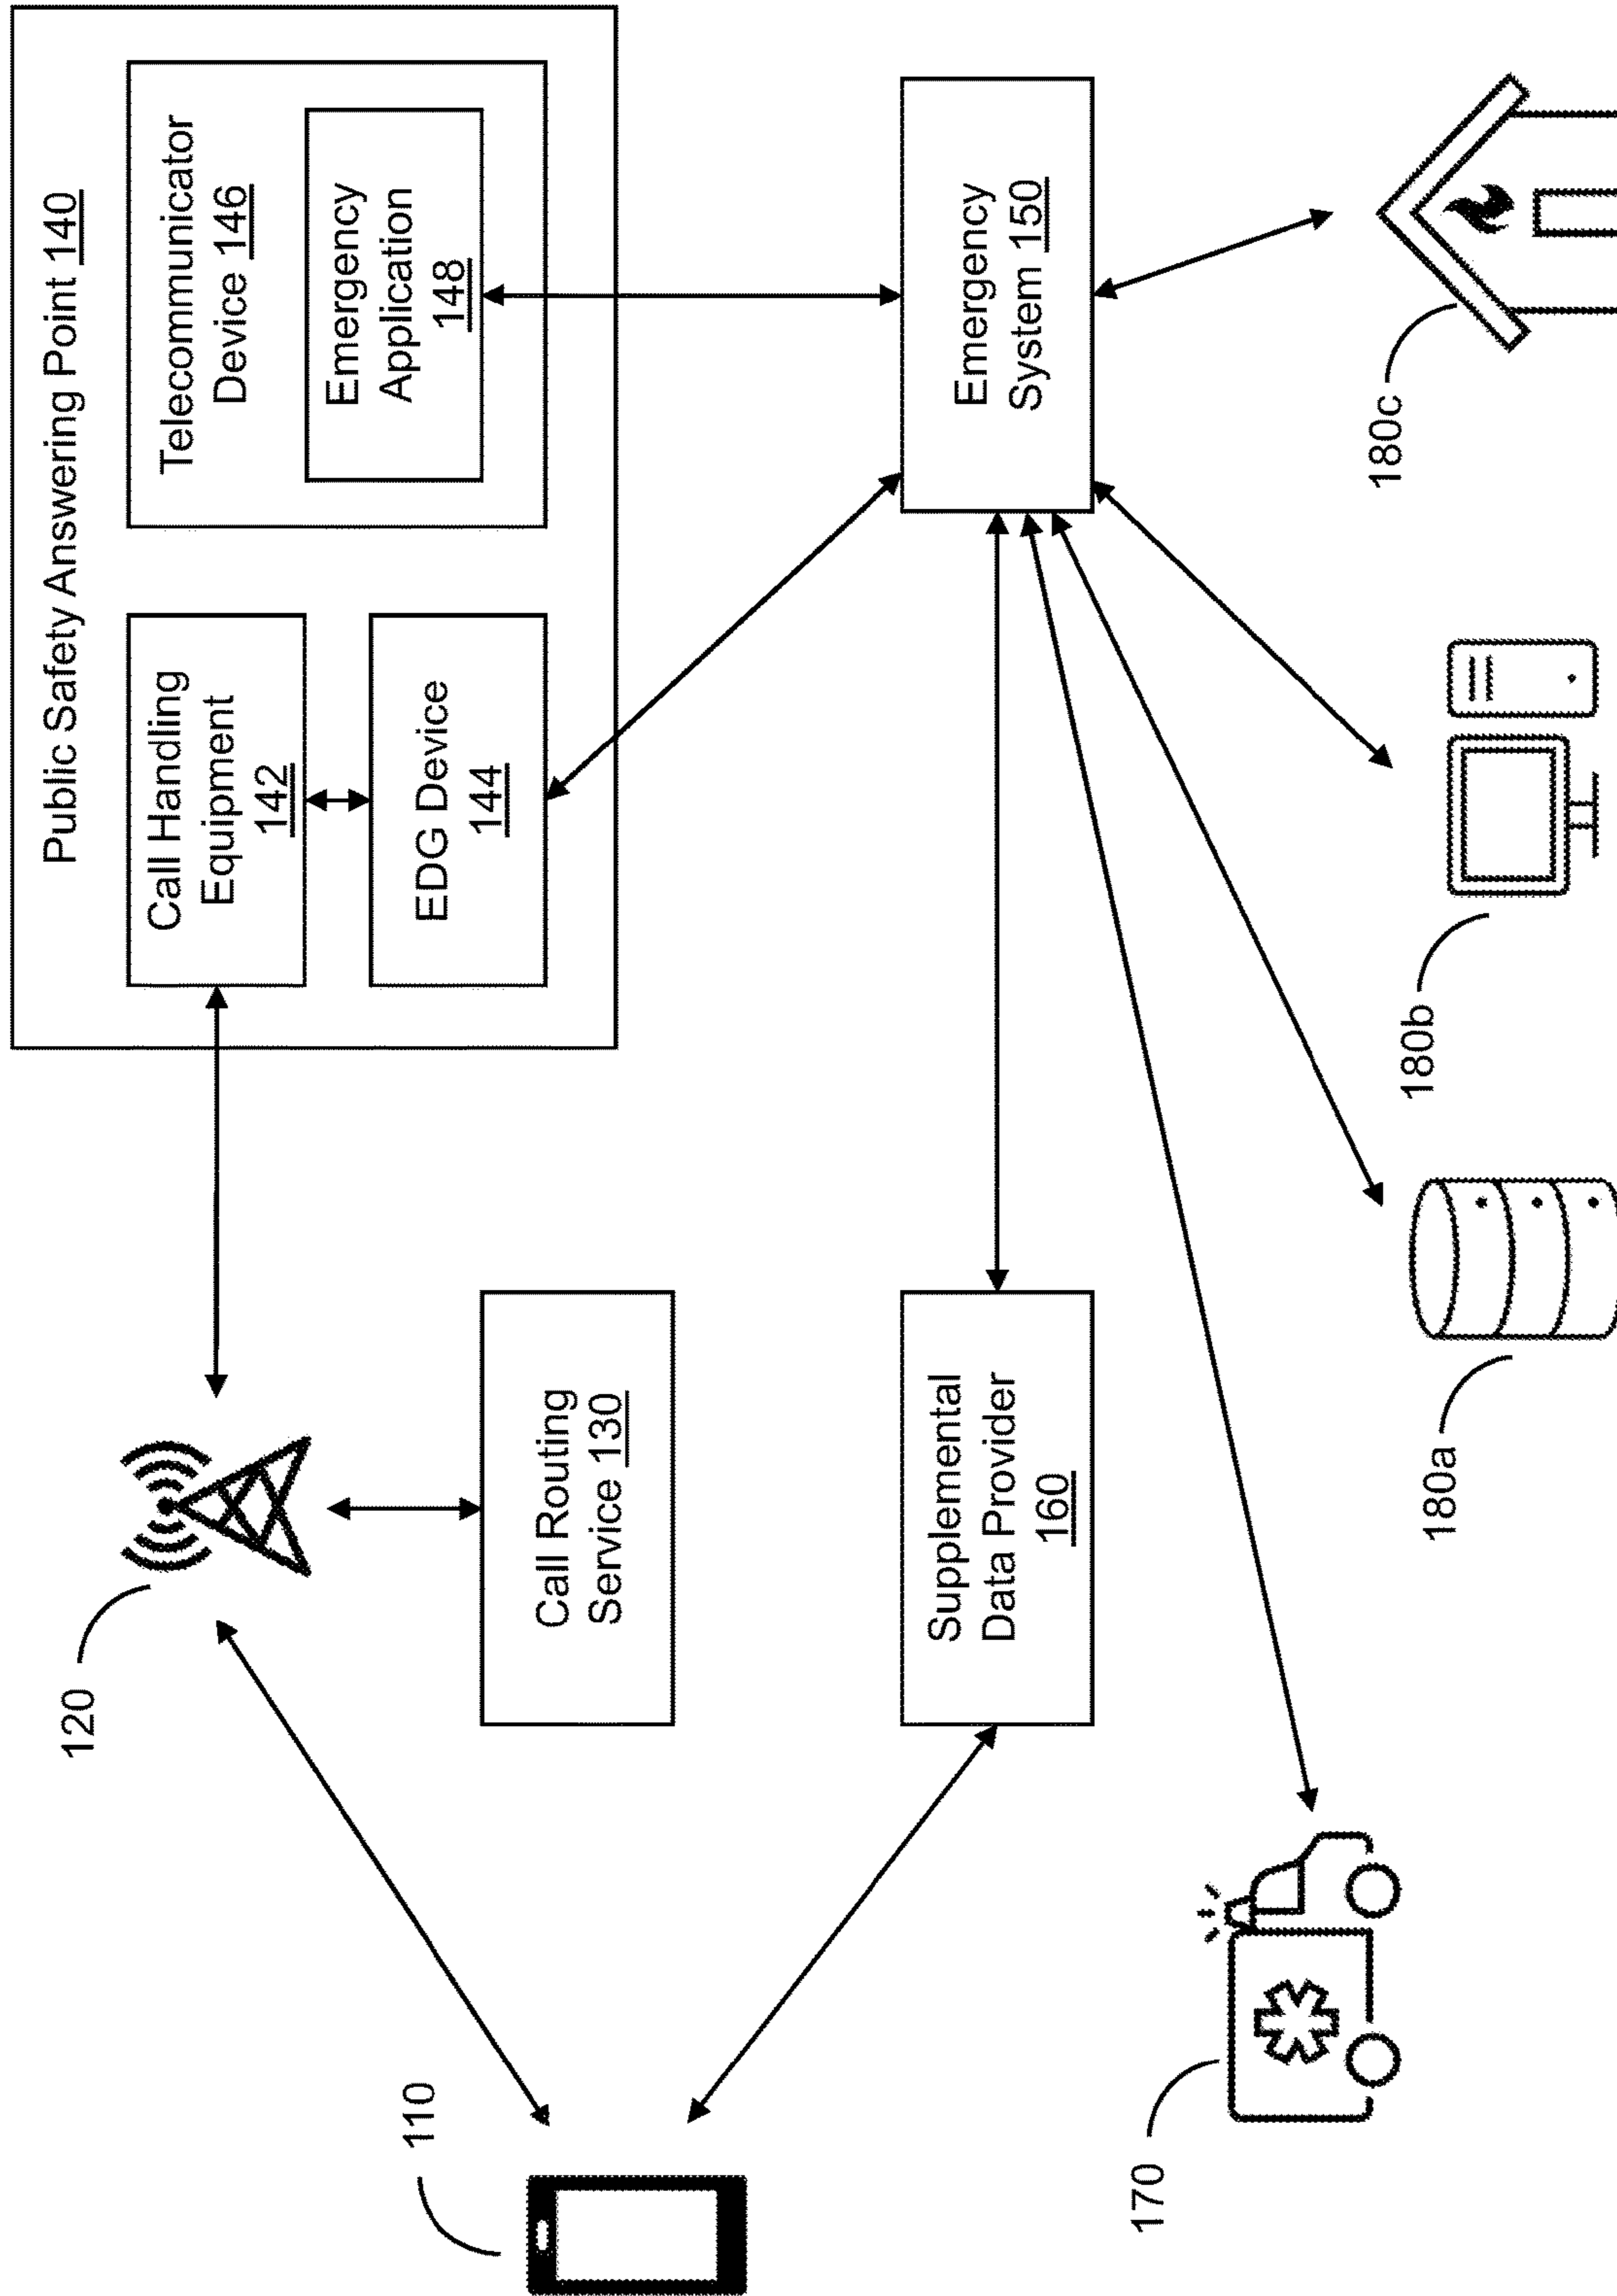 Public Safety Answering Point 140
Call Handling
Equipment
142
EDG Device
144
Telecommunicator
Device 146
Emergency
Application
148
120
Call Routing
Service 130
110
Supplemental
Data Provider
160
Emergency
System 150
170
180a
180b
180c